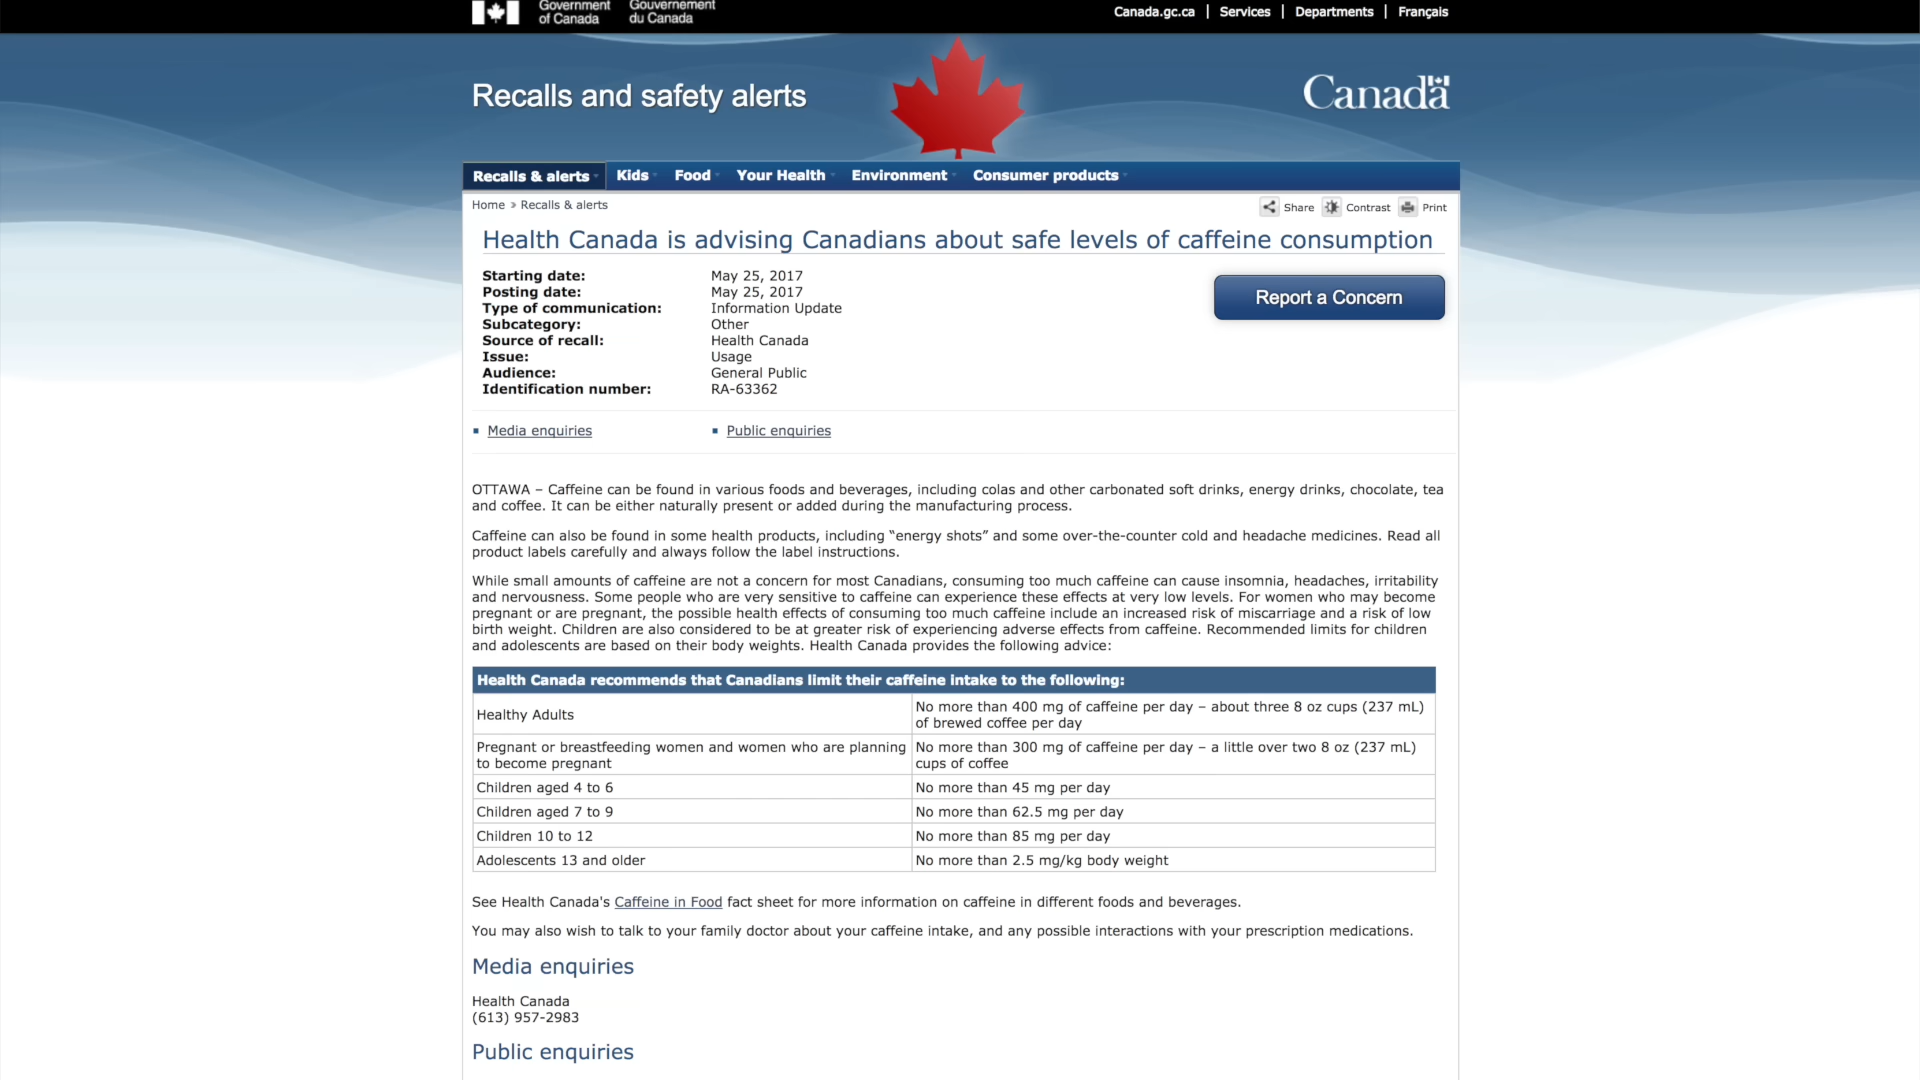 Government
of Canada
Gouvernement
du Canada
Canada.gc.ca | Services | Departments | Français
Recalls and safety alerts
Canada
Recalls & alerts Kids Food Your Health Environment Consumer products
Home » Recalls & alerts
Share Contrast Print
Health Canada is advising Canadians about safe levels of caffeine consumption
Starting date: May 25, 2017
Posting date: May 25, 2017
Type of communication: Information Update
Subcategory: Other
Source of recall: Health Canada
Issue: Usage
Audience: General Public
Identification number: RA-63362
Report a Concern
▪ Media enquiries ▪ Public enquiries
OTTAWA – Caffeine can be found in various foods and beverages, including colas and other carbonated soft drinks, energy drinks, chocolate, tea
and coffee. It can be either naturally present or added during the manufacturing process.
Caffeine can also be found in some health products, including “energy shots” and some over-the-counter cold and headache medicines. Read all
product labels carefully and always follow the label instructions.
While small amounts of caffeine are not a concern for most Canadians, consuming too much caffeine can cause insomnia, headaches, irritability
and nervousness. Some people who are very sensitive to caffeine can experience these effects at very low levels. For women who may become
pregnant or are pregnant, the possible health effects of consuming too much caffeine include an increased risk of miscarriage and a risk of low
birth weight. Children are also considered to be at greater risk of experiencing adverse effects from caffeine. Recommended limits for children
and adolescents are based on their body weights. Health Canada provides the following advice:
Health Canada recommends that Canadians limit their caffeine intake to the following:
Healthy Adults
No more than 400 mg of caffeine per day – about three 8 oz cups (237 mL)
of brewed coffee per day
Pregnant or breastfeeding women and women who are planning
to become pregnant
No more than 300 mg of caffeine per day – a little over two 8 oz (237 mL)
cups of coffee
Children aged 4 to 6 No more than 45 mg per day
Children aged 7 to 9 No more than 62.5 mg per day
Children 10 to 12 No more than 85 mg per day
Adolescents 13 and older No more than 2.5 mg/kg body weight
See Health Canada's Caffeine in Food fact sheet for more information on caffeine in different foods and beverages.
You may also wish to talk to your family doctor about your caffeine intake, and any possible interactions with your prescription medications.
Media enquiries
Health Canada
(613) 957-2983
Public enquiries